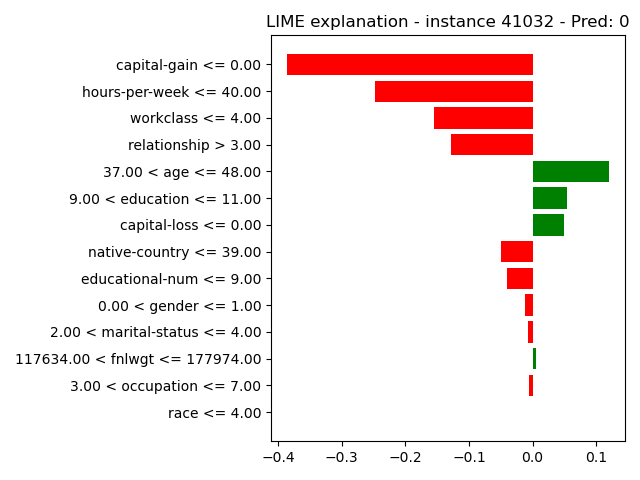 LIME explanation - instance 41032 - Pred: 0
capital-gain <= 0.00
hours-per-week <= 40.00
workclass <= 4.00
relationship > 3.00
37.00 < age <= 48.00
9.00 < education <= 11.00
capital-loss <= 0.00
native-country <= 39.00
educational-num <= 9.00
0.00 < gender <= 1.00
2.00 < marital-status <= 4.00
117634.00 < fnlwgt <= 177974.00
3.00 < occupation <= 7.00
race <= 4.00
−0.4 −0.3 −0.2 −0.1 0.0 0.1